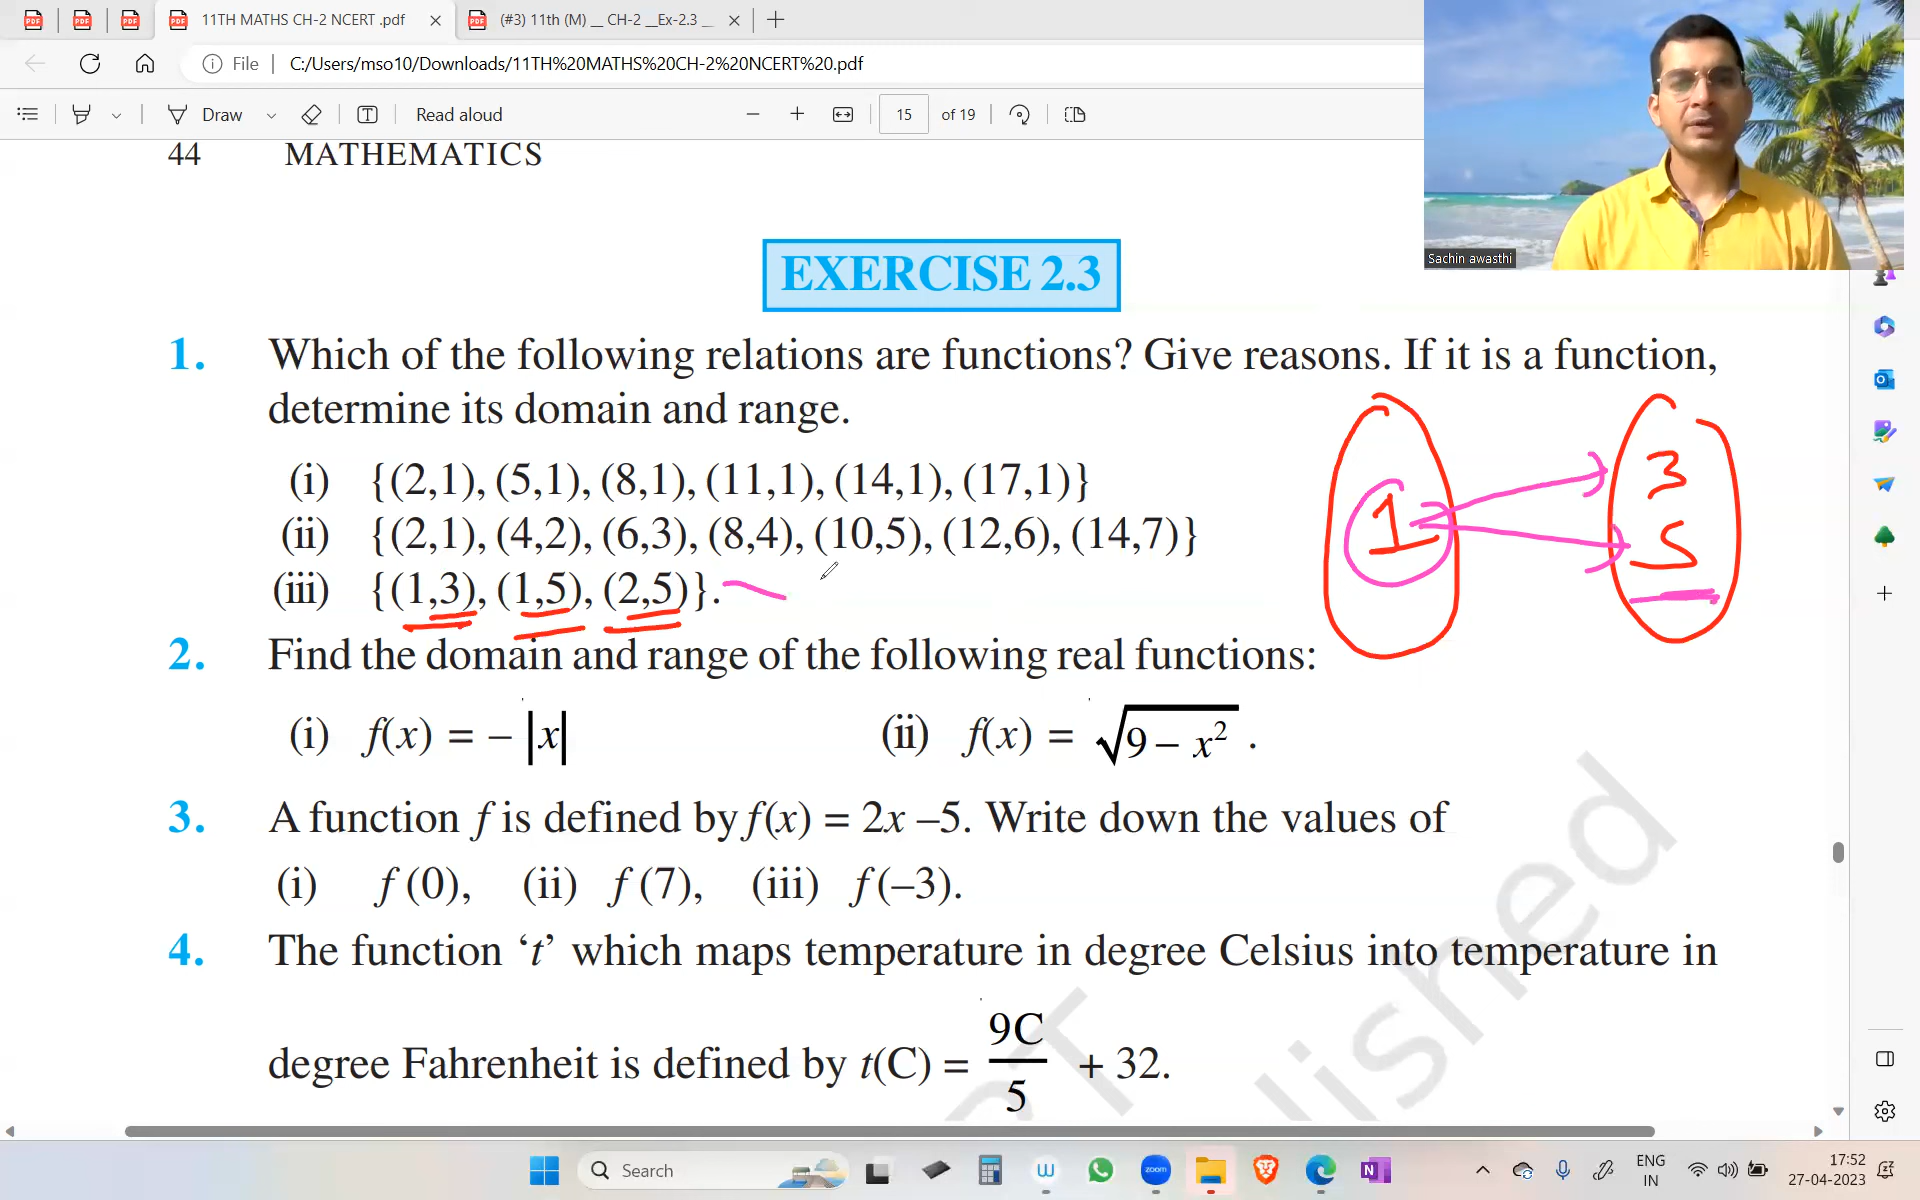 11TH MATHS CH-2 NCERT .pdf
(#3) 11th (M) __ CH-2 __Ex-2.3 __
File
C:/Users/mso10/Downloads/11TH%20MATHS%20CH-2%20NCERT%20.pdf
Draw
Read aloud
15 of 19
Sachin awasthi
44 MATHEMATICS
EXERCISE 2.3
1. Which of the following relations are functions? Give reasons. If it is a function,
determine its domain and range.
(i) {(2,1), (5,1), (8,1), (11,1), (14,1), (17,1)}
(ii) {(2,1), (4,2), (6,3), (8,4), (10,5), (12,6), (14,7)}
(iii) {(1,3), (1,5), (2,5)}.
1
3
5
2. Find the domain and range of the following real functions:
(i) f(x) = – |x| (ii) f(x) = √9 – x² .
3. A function f is defined by f(x) = 2x –5. Write down the values of
(i) f (0), (ii) f (7), (iii) f (–3).
4. The function ‘t’ which maps temperature in degree Celsius into temperature in
degree Fahrenheit is defined by t(C) = 9C/5 + 32.
lished
Search
zoom
ENG
IN
17:52
27-04-2023